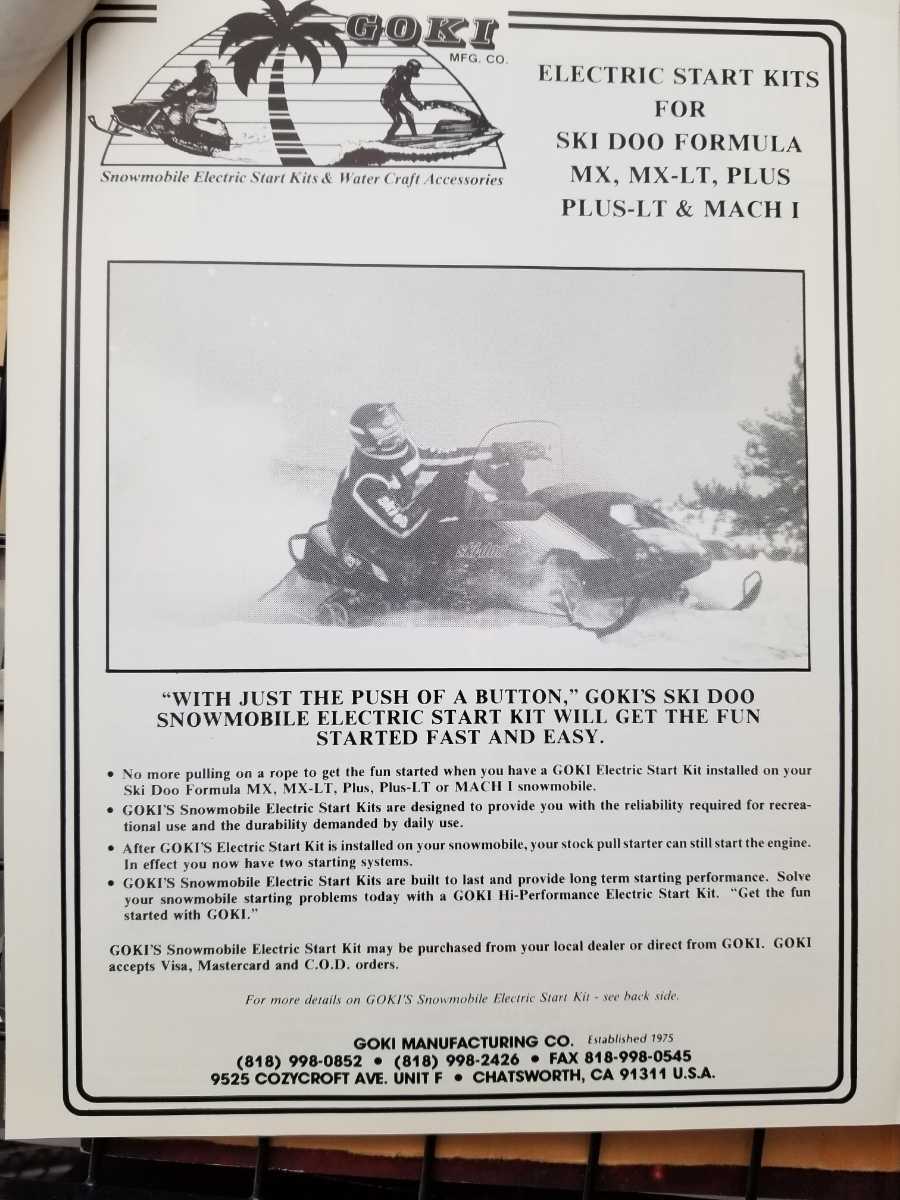 GOKI
MFG. CO.
Snowmobile Electric Start Kits & Water Craft Accessories
ELECTRIC START KITS
FOR
SKI DOO FORMULA
MX, MX-LT, PLUS
PLUS-LT & MACH I
“WITH JUST THE PUSH OF A BUTTON,” GOKI'S SKI DOO
SNOWMOBILE ELECTRIC START KIT WILL GET THE FUN
STARTED FAST AND EASY.
• No more pulling on a rope to get the fun started when you have a GOKI Electric Start Kit installed on your
Ski Doo Formula MX, MX-LT, Plus, Plus-LT or MACH I snowmobile.
• GOKI'S Snowmobile Electric Start Kits are designed to provide you with the reliability required for recrea-
tional use and the durability demanded by daily use.
• After GOKI'S Electric Start Kit is installed on your snowmobile, your stock pull starter can still start the engine.
In effect you now have two starting systems.
• GOKI'S Snowmobile Electric Start Kits are built to last and provide long term starting performance. Solve
your snowmobile starting problems today with a GOKI Hi-Performance Electric Start Kit. “Get the fun
started with GOKI.”
GOKI'S Snowmobile Electric Start Kit may be purchased from your local dealer or direct from GOKI. GOKI
accepts Visa, Mastercard and C.O.D. orders.
For more details on GOKI'S Snowmobile Electric Start Kit - see back side.
GOKI MANUFACTURING CO. Established 1975
(818) 998-0852 • (818) 998-2426 • FAX 818-998-0545
9525 COZYCROFT AVE. UNIT F • CHATSWORTH, CA 91311 U.S.A.